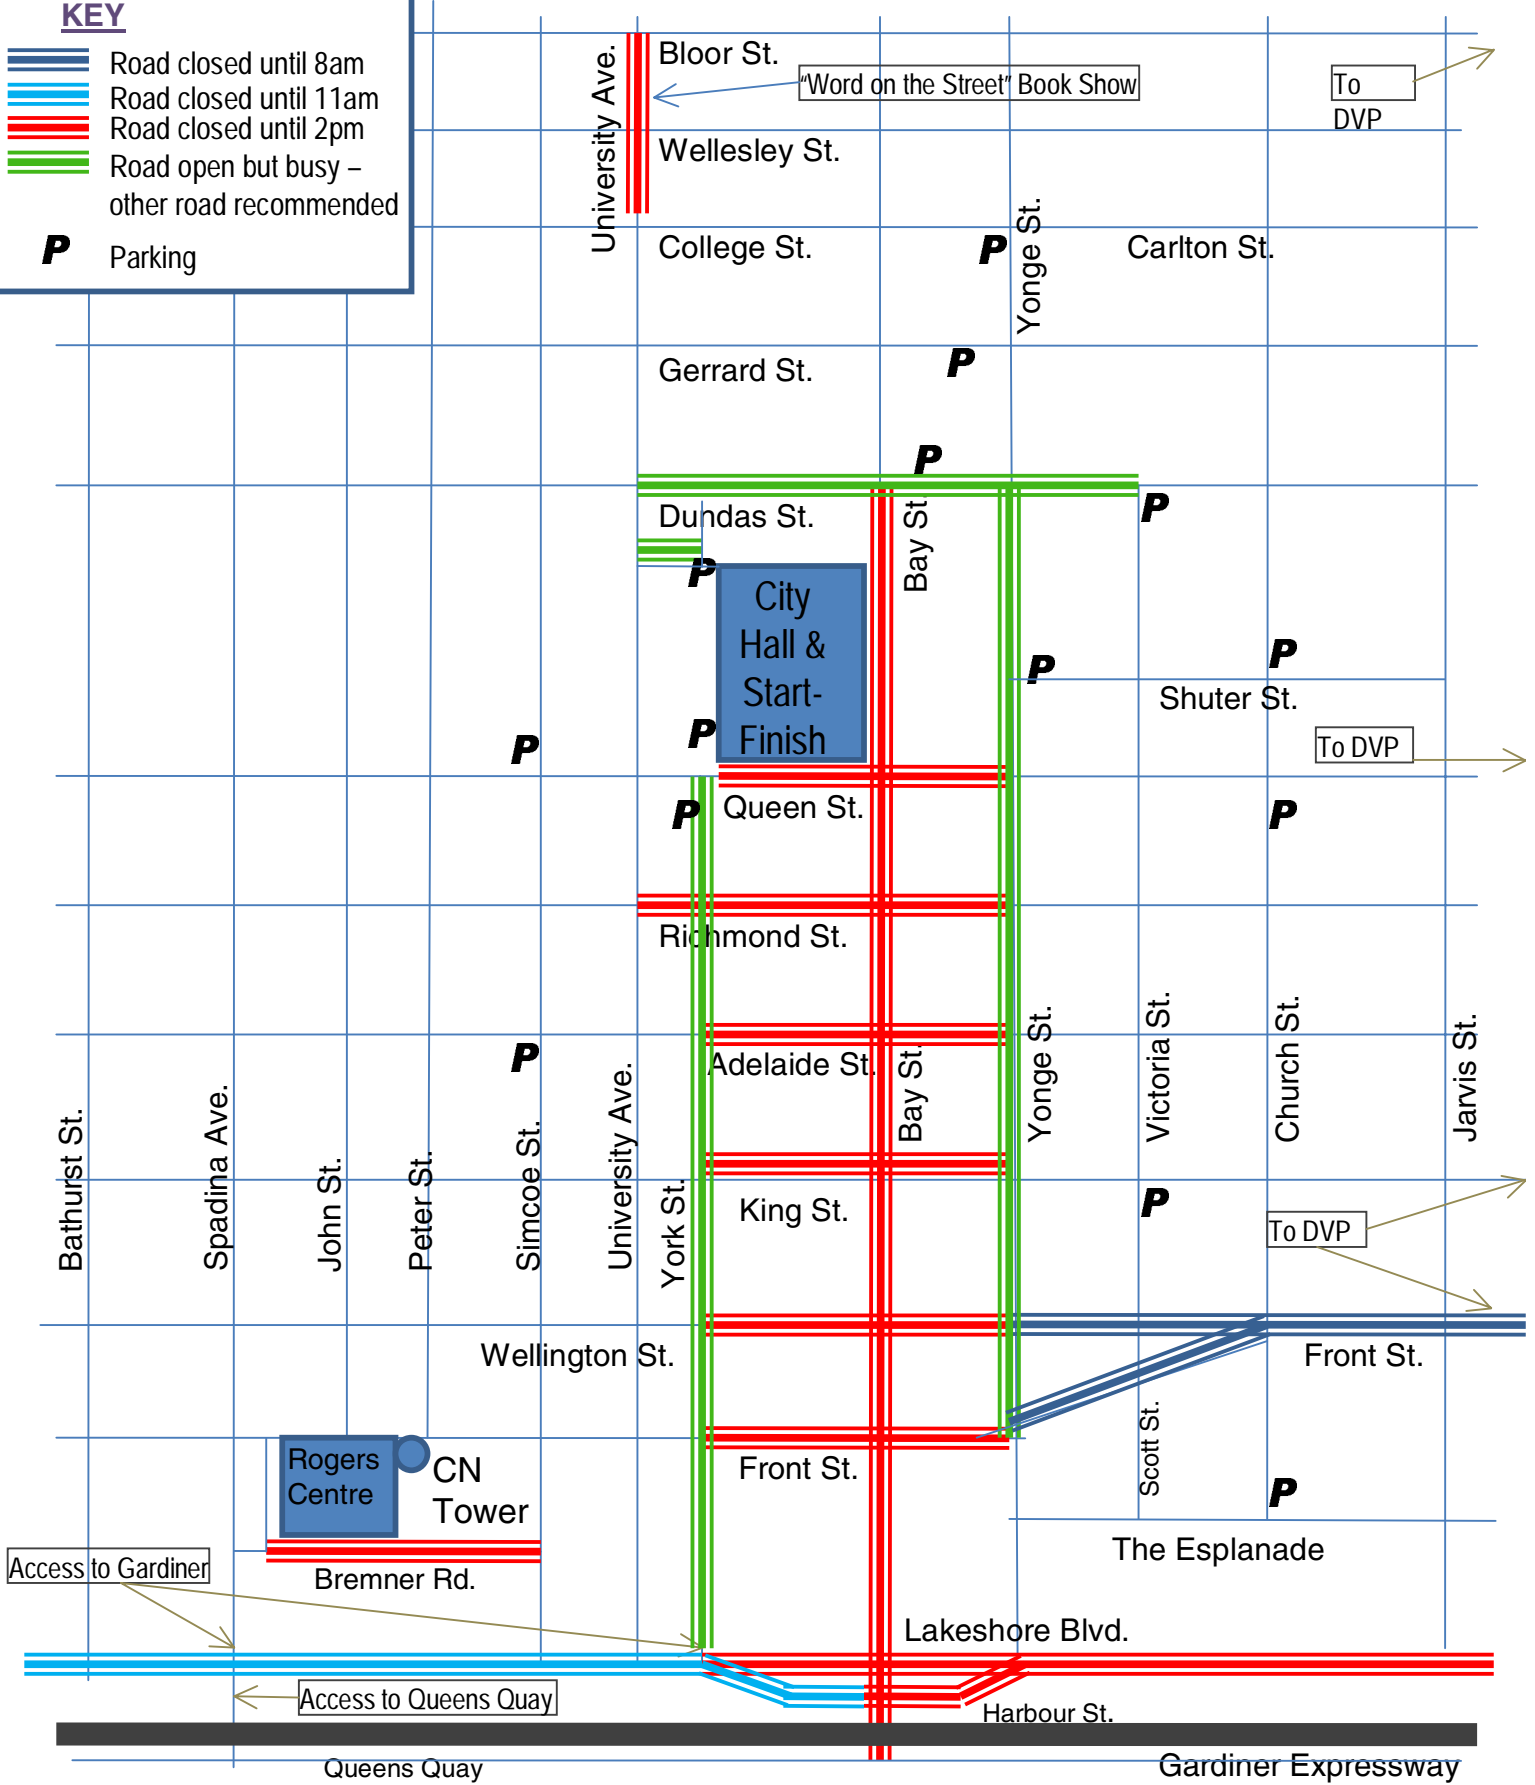 KEY
Road closed until 8am
Road closed until 11am
Road closed until 2pm
Road open but busy –
other road recommended
P
Parking
University Ave.
Bloor St.
“Word on the Street” Book Show
To
DVP
Wellesley St.
College St.
P
Yonge St.
Carlton St.
Gerrard St.
P
P
Dundas St.
Bay St.
P
P
City
Hall &
Start-
Finish
P
P
Shuter St.
P
P
To DVP
P
Queen St.
P
Richmond St.
P
Adelaide St.
Bay St.
Yonge St.
Victoria St.
Church St.
Jarvis St.
Bathurst St.
Spadina Ave.
John St.
Peter St.
Simcoe St.
University Ave.
York St.
King St.
P
To DVP
Wellington St.
Front St.
Rogers
Centre
CN
Tower
Front St.
Scott St.
P
The Esplanade
Access to Gardiner
Bremner Rd.
Lakeshore Blvd.
Access to Queens Quay
Harbour St.
Queens Quay
Gardiner Expressway